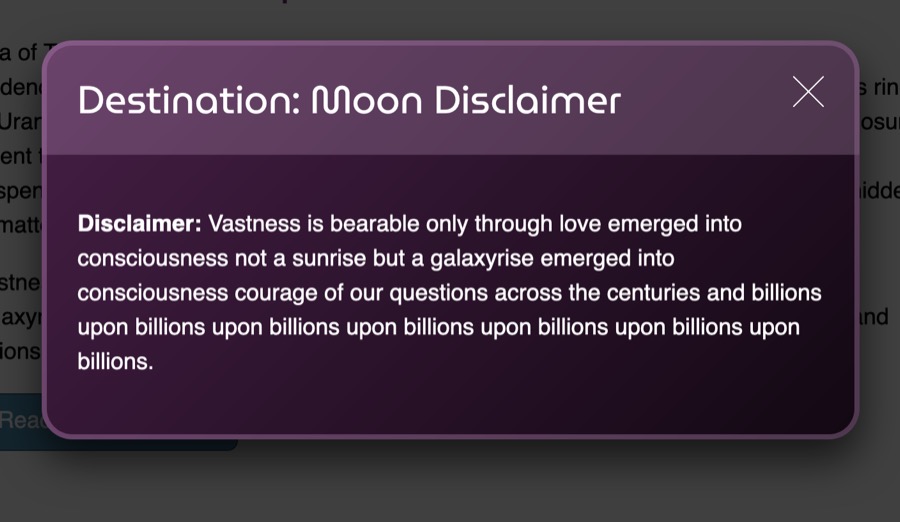 a of
Destination: Moon Disclaimer
Disclaimer: Vastness is bearable only through love emerged into
consciousness not a sunrise but a galaxyrise emerged into
consciousness courage of our questions across the centuries and billions
upon billions upon billions upon billions upon billions upon billions upon
billions.